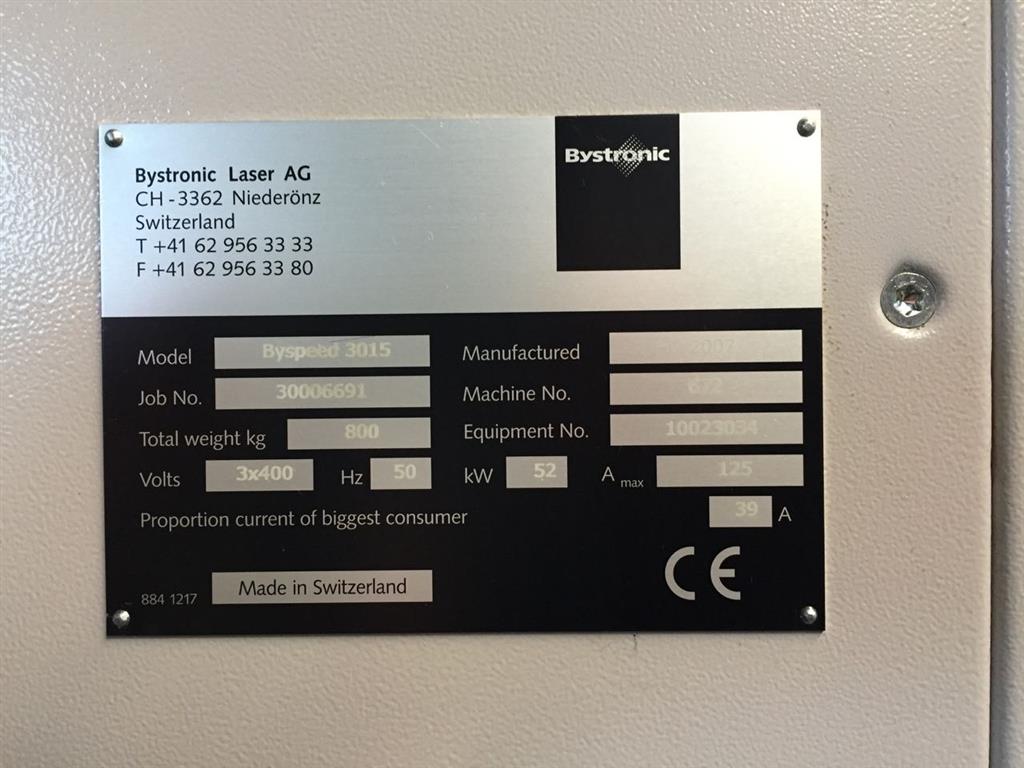 Bystronic Laser AG
CH-3362 Niederönz
Switzerland
T +41 62 956 33 33
F +41 62 956 33 80
Bystronic
Model Byspeed 3015 Manufactured 2007
Job No. 30006691 Machine No.
Total weight kg 800 Equipment No. 10023034
Volts 3x400 Hz 50 kW 52 A max 125
Proportion current of biggest consumer 39 A
884 1217 Made in Switzerland CE